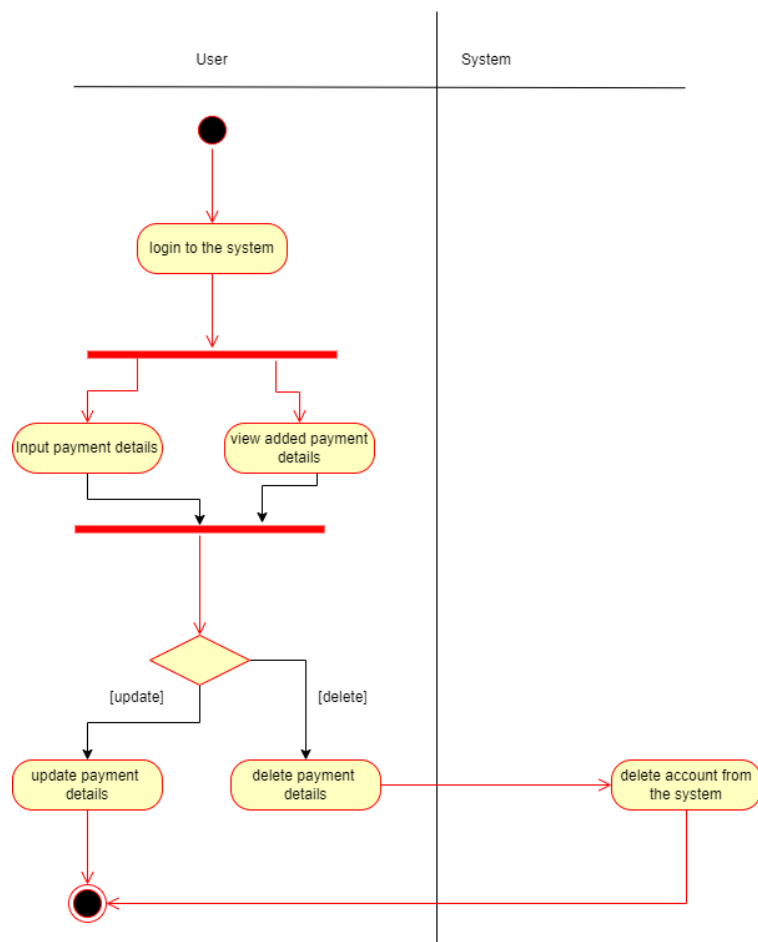 User
System
login to the system
Input payment details
view added payment
details
[update]
[delete]
update payment
details
delete payment
details
delete account from
the system